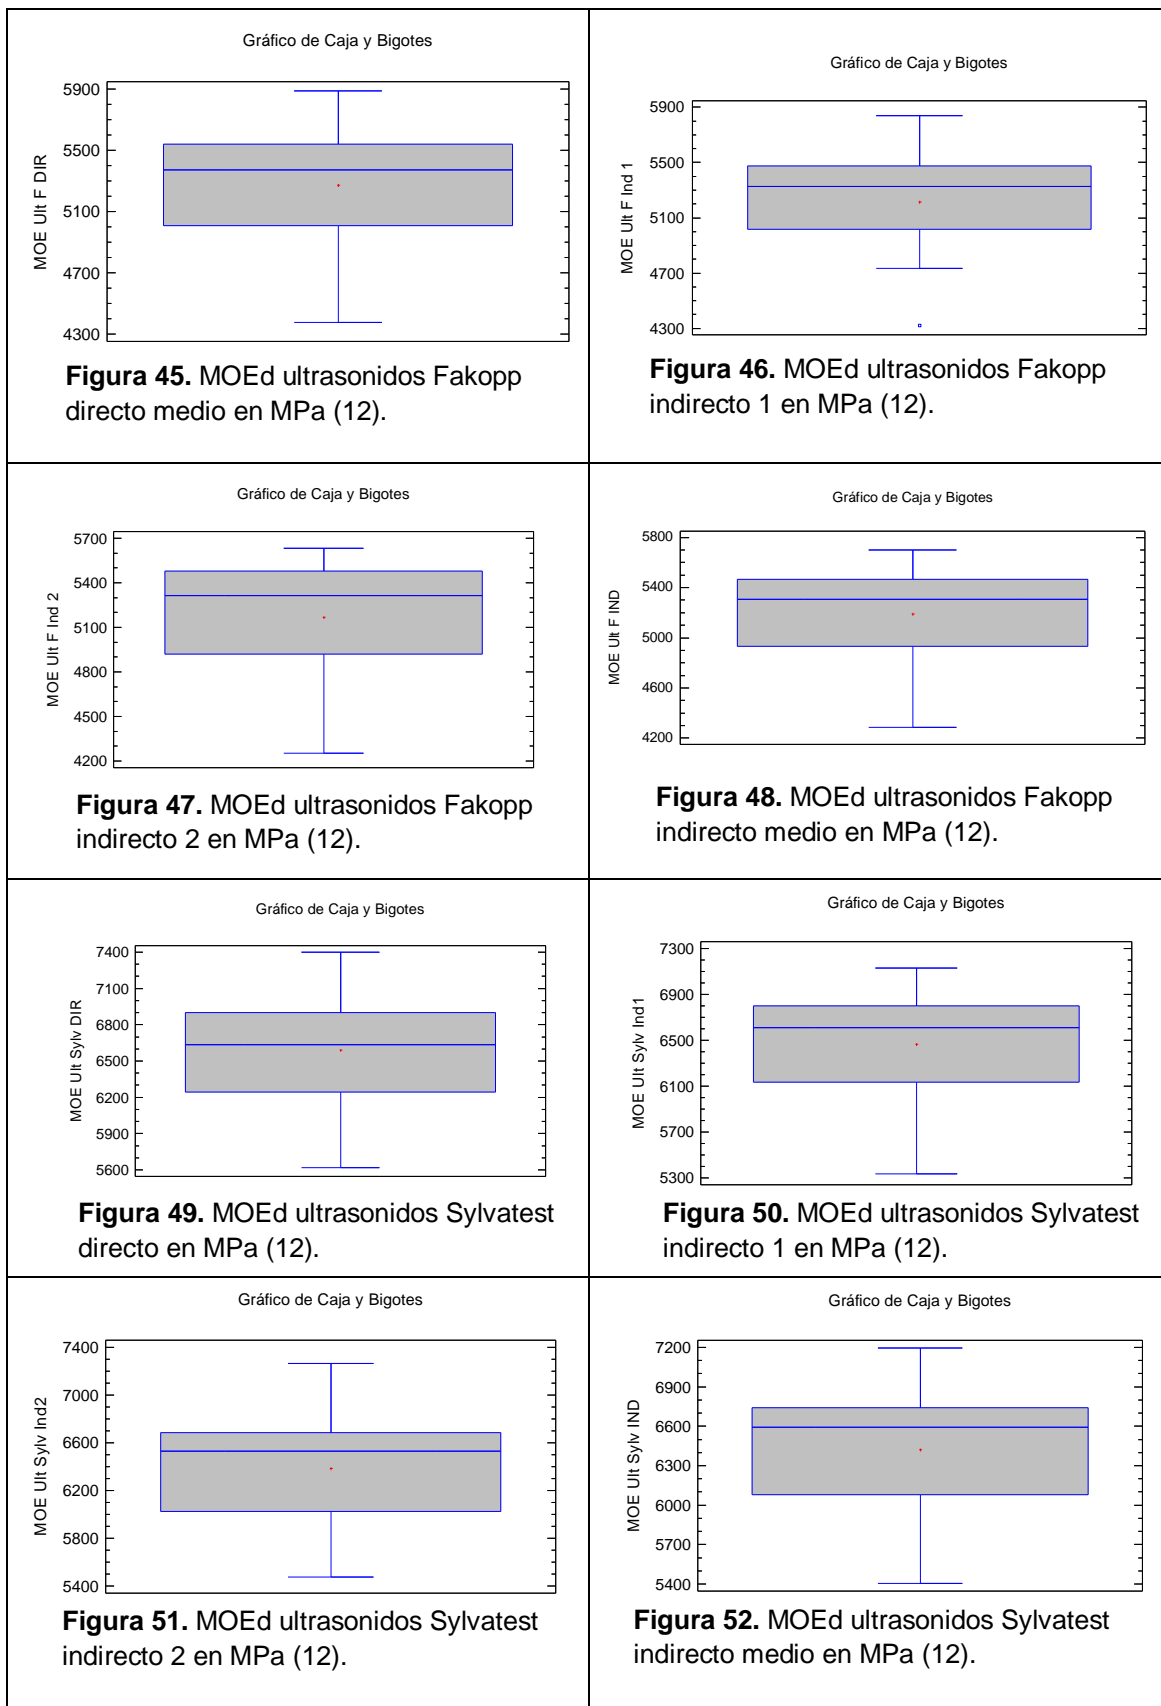 Gráfico de Caja y Bigotes
MOE Ult F DIR
5900
5500
5100
4700
4300
Figura 45. MOEd ultrasonidos Fakopp
directo medio en MPa (12).
Gráfico de Caja y Bigotes
MOE Ult F Ind 1
5900
5500
5100
4700
4300
Figura 46. MOEd ultrasonidos Fakopp
indirecto 1 en MPa (12).
Gráfico de Caja y Bigotes
MOE Ult F Ind 2
5700
5400
5100
4800
4500
4200
Figura 47. MOEd ultrasonidos Fakopp
indirecto 2 en MPa (12).
Gráfico de Caja y Bigotes
MOE Ult F IND
5800
5400
5000
4600
4200
Figura 48. MOEd ultrasonidos Fakopp
indirecto medio en MPa (12).
Gráfico de Caja y Bigotes
MOE Ult Sylv DIR
7400
7100
6800
6500
6200
5900
5600
Figura 49. MOEd ultrasonidos Sylvatest
directo en MPa (12).
Gráfico de Caja y Bigotes
MOE Ult Sylv Ind1
7300
6900
6500
6100
5700
5300
Figura 50. MOEd ultrasonidos Sylvatest
indirecto 1 en MPa (12).
Gráfico de Caja y Bigotes
MOE Ult Sylv Ind2
7400
7000
6600
6200
5800
5400
Figura 51. MOEd ultrasonidos Sylvatest
indirecto 2 en MPa (12).
Gráfico de Caja y Bigotes
MOE Ult Sylv IND
7200
6900
6600
6300
6000
5700
5400
Figura 52. MOEd ultrasonidos Sylvatest
indirecto medio en MPa (12).